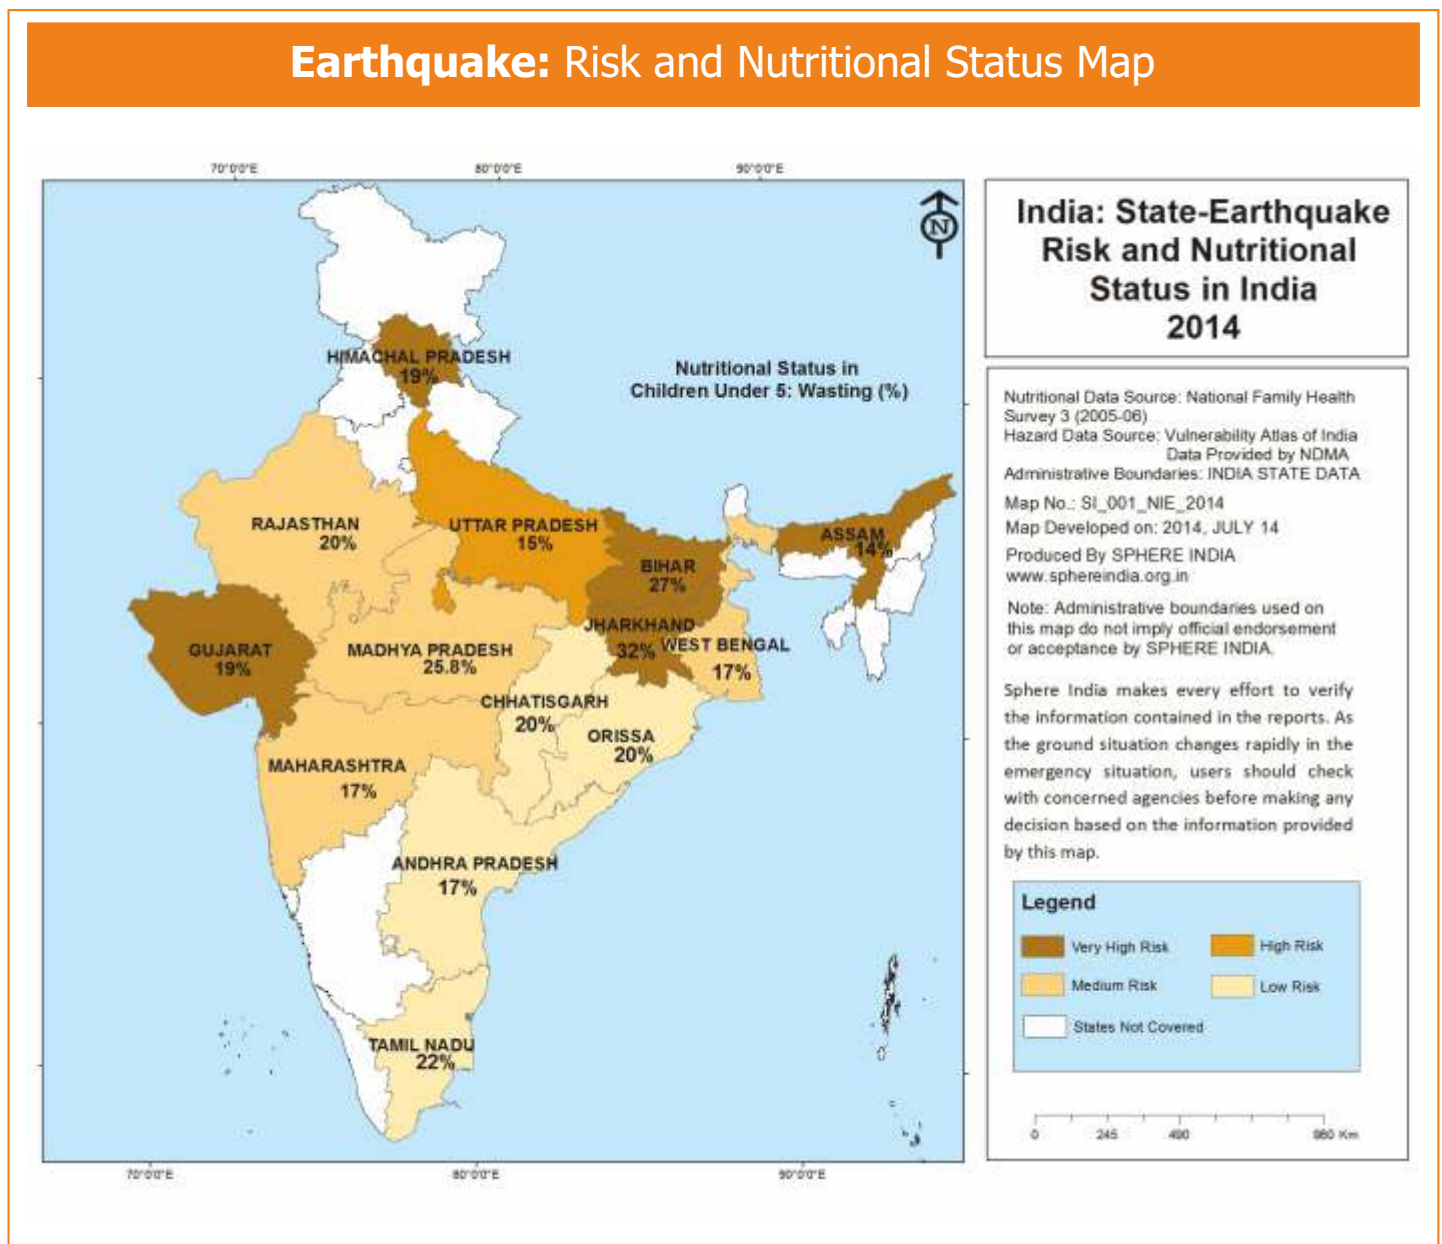 Earthquake: Risk and Nutritional Status Map
70°0'0"E
80°0'0"E
90°0'0"E
N
HIMACHAL PRADESH
19%
Nutritional Status in
Children Under 5: Wasting (%)
RAJASTHAN
20%
UTTAR PRADESH
15%
ASSAM
14%
BIHAR
27%
GUJARAT
19%
MADHYA PRADESH
25.8%
JHARKHAND
32%
WEST BENGAL
17%
CHHATISGARH
20%
ORISSA
20%
MAHARASHTRA
17%
ANDHRA PRADESH
17%
TAMIL NADU
22%
70°0'0"E
80°0'0"E
90°0'0"E
India: State-Earthquake
Risk and Nutritional
Status in India
2014
Nutritional Data Source: National Family Health
Survey 3 (2005-06)
Hazard Data Source: Vulnerability Atlas of India
Data Provided by NDMA
Administrative Boundaries: INDIA STATE DATA
Map No.: SI_001_NIE_2014
Map Developed on: 2014, JULY 14
Produced By SPHERE INDIA
www.sphereindia.org.in
Note: Administrative boundaries used on
this map do not imply official endorsement
or acceptance by SPHERE INDIA.
Sphere India makes every effort to verify
the information contained in the reports. As
the ground situation changes rapidly in the
emergency situation, users should check
with concerned agencies before making any
decision based on the information provided
by this map.
Legend
Very High Risk
High Risk
Medium Risk
Low Risk
States Not Covered
0 245 490 980 Km